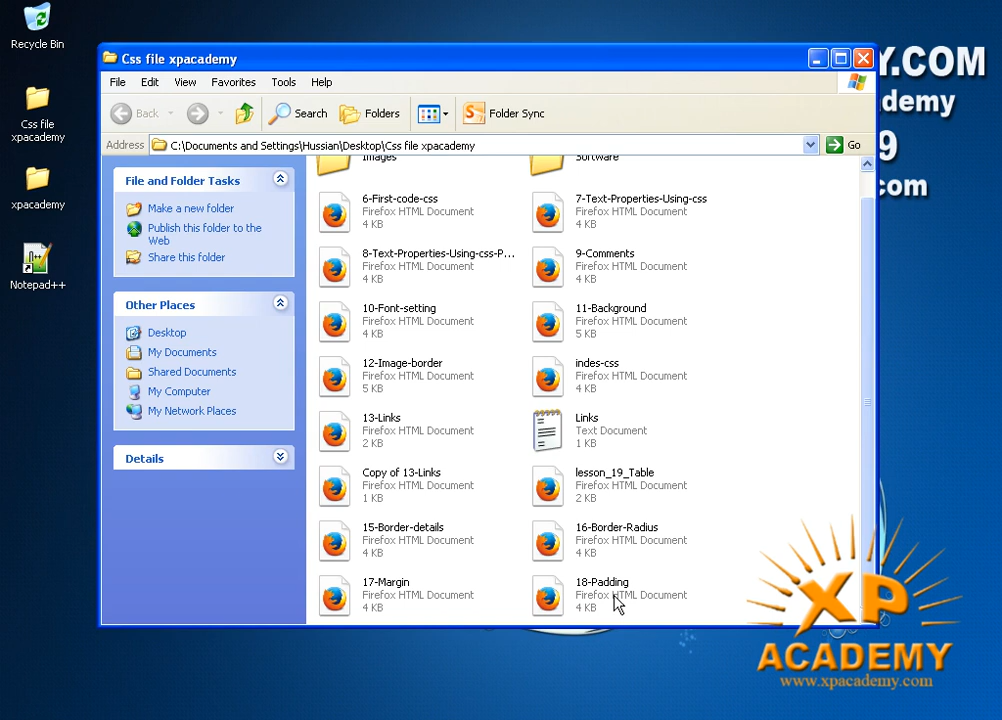 Recycle Bin
Css file
xpacademy
xpacademy
Notepad++
Y.COM
demy
9
com
Css file xpacademy
File Edit View Favorites Tools Help
Back Search Folders Folder Sync
Address C:\Documents and Settings\Hussian\Desktop\Css file xpacademy Go
File and Folder Tasks
Make a new folder
Publish this folder to the
Web
Share this folder
Other Places
Desktop
My Documents
Shared Documents
My Computer
My Network Places
Details
Images
Software
6-First-code-css
Firefox HTML Document
4 KB
7-Text-Properties-Using-css
Firefox HTML Document
4 KB
8-Text-Properties-Using-css-P...
Firefox HTML Document
4 KB
9-Comments
Firefox HTML Document
4 KB
10-Font-setting
Firefox HTML Document
4 KB
11-Background
Firefox HTML Document
5 KB
12-Image-border
Firefox HTML Document
5 KB
indes-css
Firefox HTML Document
4 KB
13-Links
Firefox HTML Document
2 KB
Links
Text Document
1 KB
Copy of 13-Links
Firefox HTML Document
1 KB
lesson_19_Table
Firefox HTML Document
2 KB
15-Border-details
Firefox HTML Document
4 KB
16-Border-Radius
Firefox HTML Document
4 KB
17-Margin
Firefox HTML Document
4 KB
18-Padding
Firefox HTML Document
4 KB
XP
ACADEMY
www.xpacademy.com